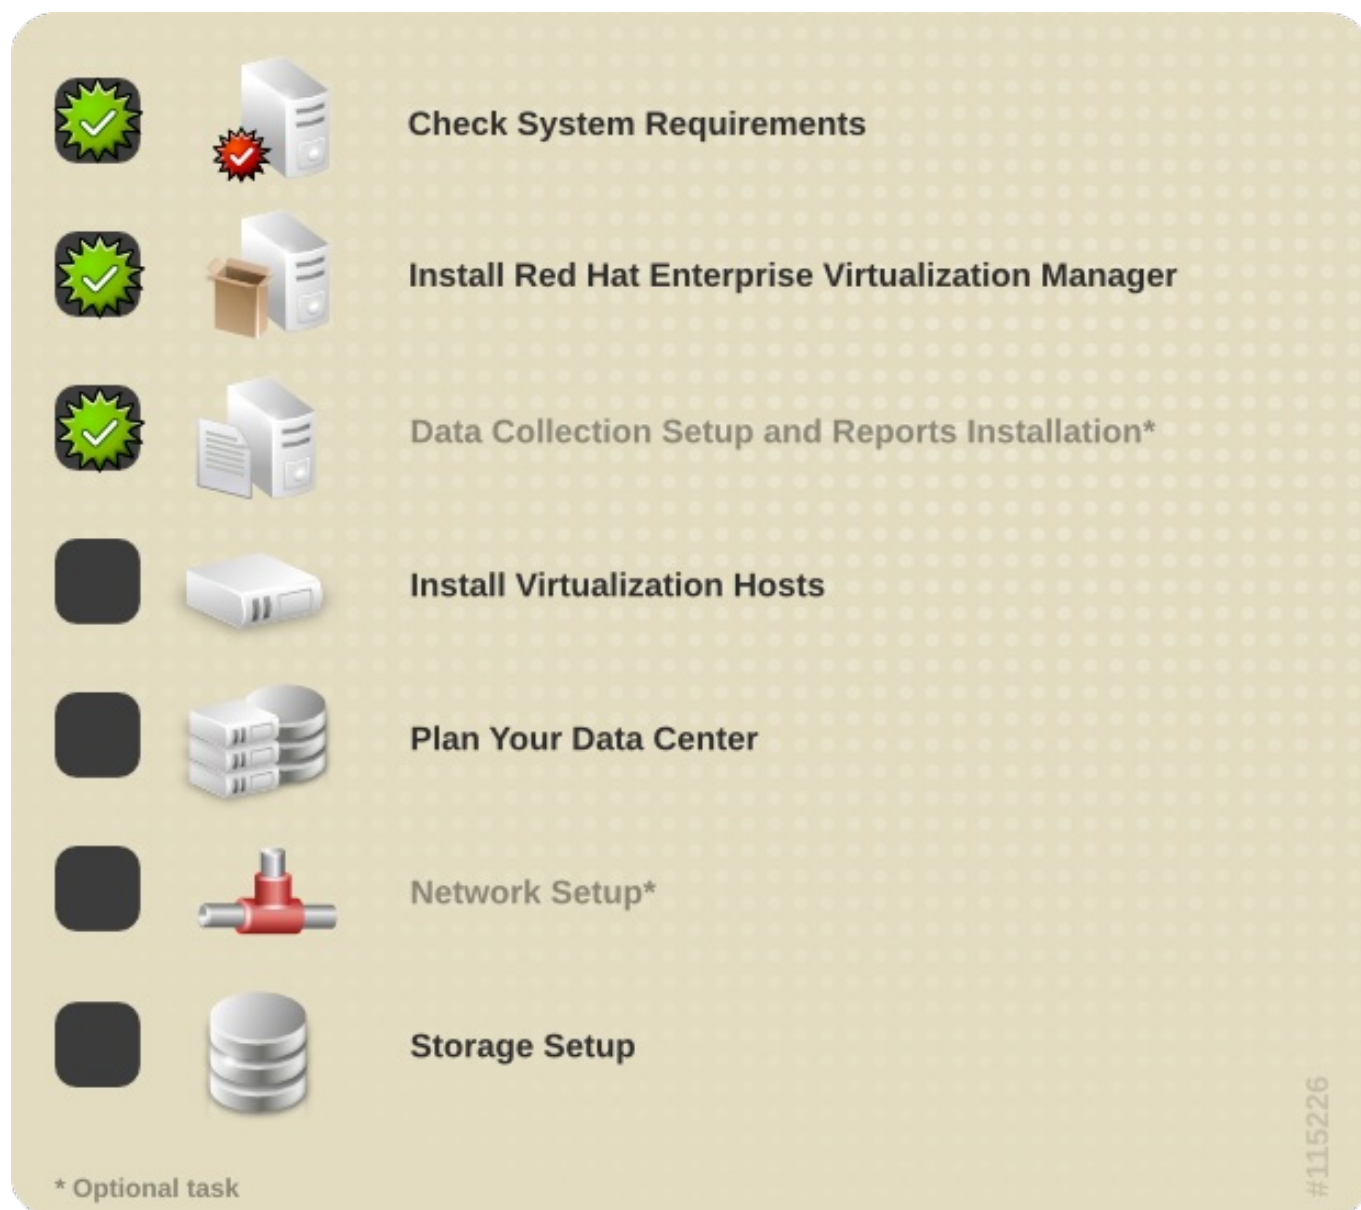 Check System Requirements
Install Red Hat Enterprise Virtualization Manager
Data Collection Setup and Reports Installation*
Install Virtualization Hosts
Plan Your Data Center
Network Setup*
Storage Setup
* Optional task
#115226